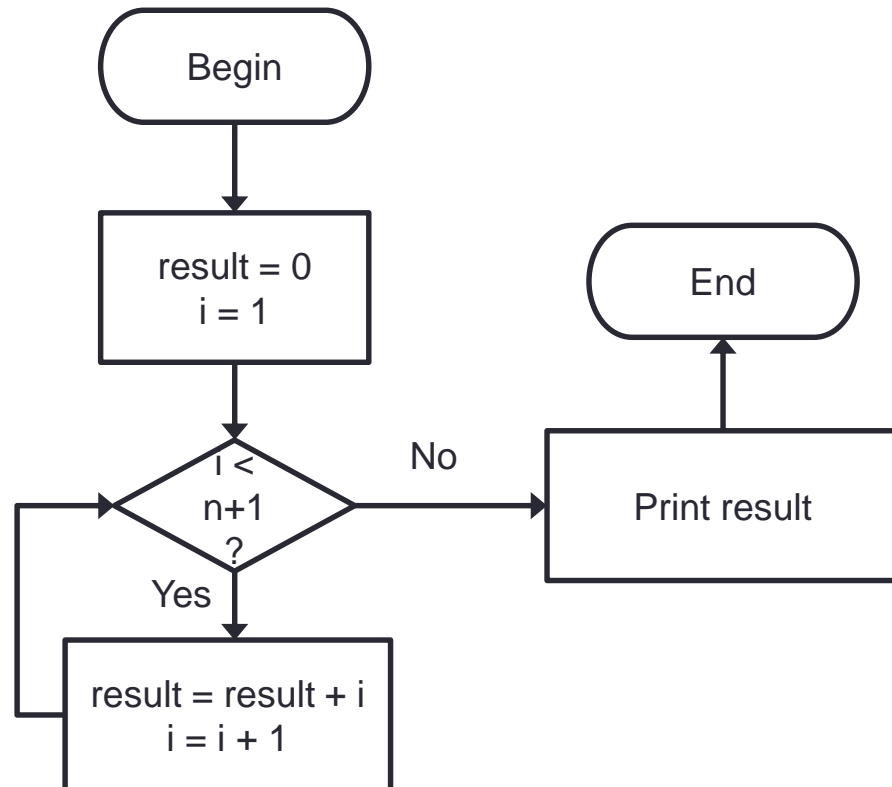 Begin
result = 0
i = 1
i <
n+1
?
Yes
result = result + i
i = i + 1
No
Print result
End